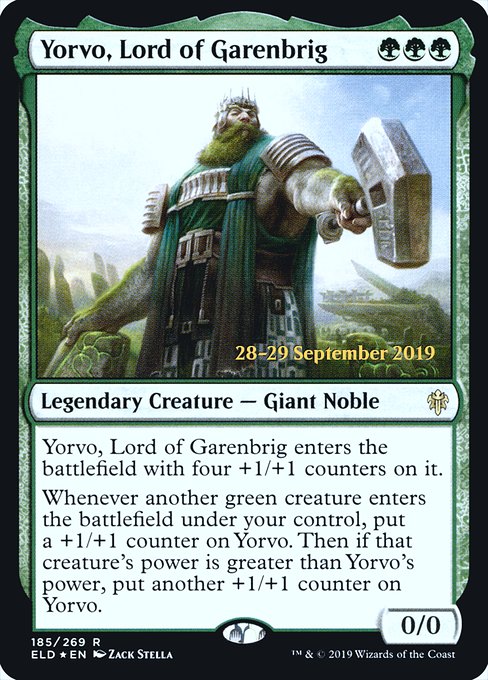 Yorvo, Lord of Garenbrig
28–29 September 2019
Legendary Creature — Giant Noble
Yorvo, Lord of Garenbrig enters the
battlefield with four +1/+1 counters on it.
Whenever another green creature enters
the battlefield under your control, put
a +1/+1 counter on Yorvo. Then if that
creature's power is greater than Yorvo's
power, put another +1/+1 counter on
Yorvo.
0/0
185/269 R
ELD ★ EN Zack Stella
™ & © 2019 Wizards of the Coast